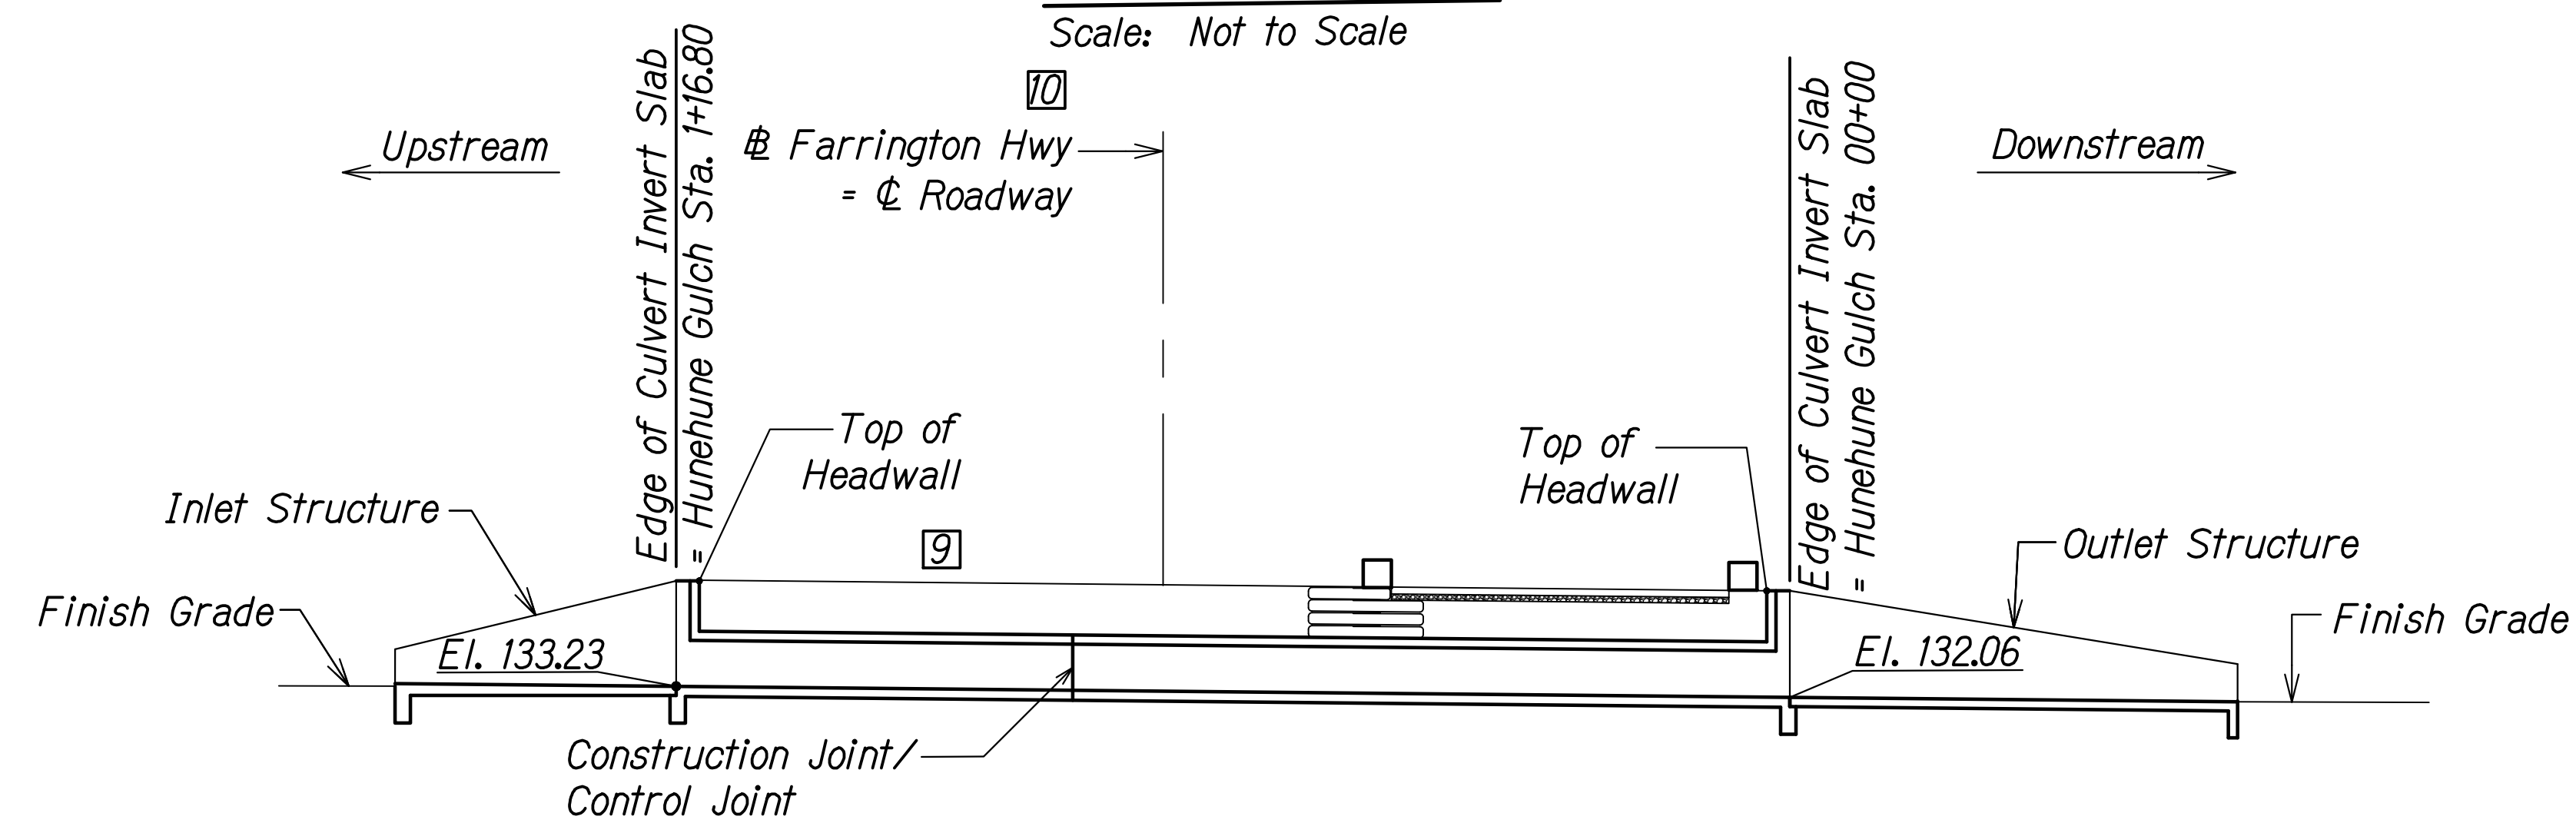 Scale: Not to Scale
10
Upstream
Edge of Culvert Invert Slab
= Hunehune Gulch Sta. 1+16.80
BL Farrington Hwy
= ℄ Roadway
Edge of Culvert Invert Slab
= Hunehune Gulch Sta. 00+00
Downstream
Top of
Headwall
Top of
Headwall
Inlet Structure
9
Outlet Structure
Finish Grade
Finish Grade
El. 133.23
El. 132.06
Construction Joint/
Control Joint